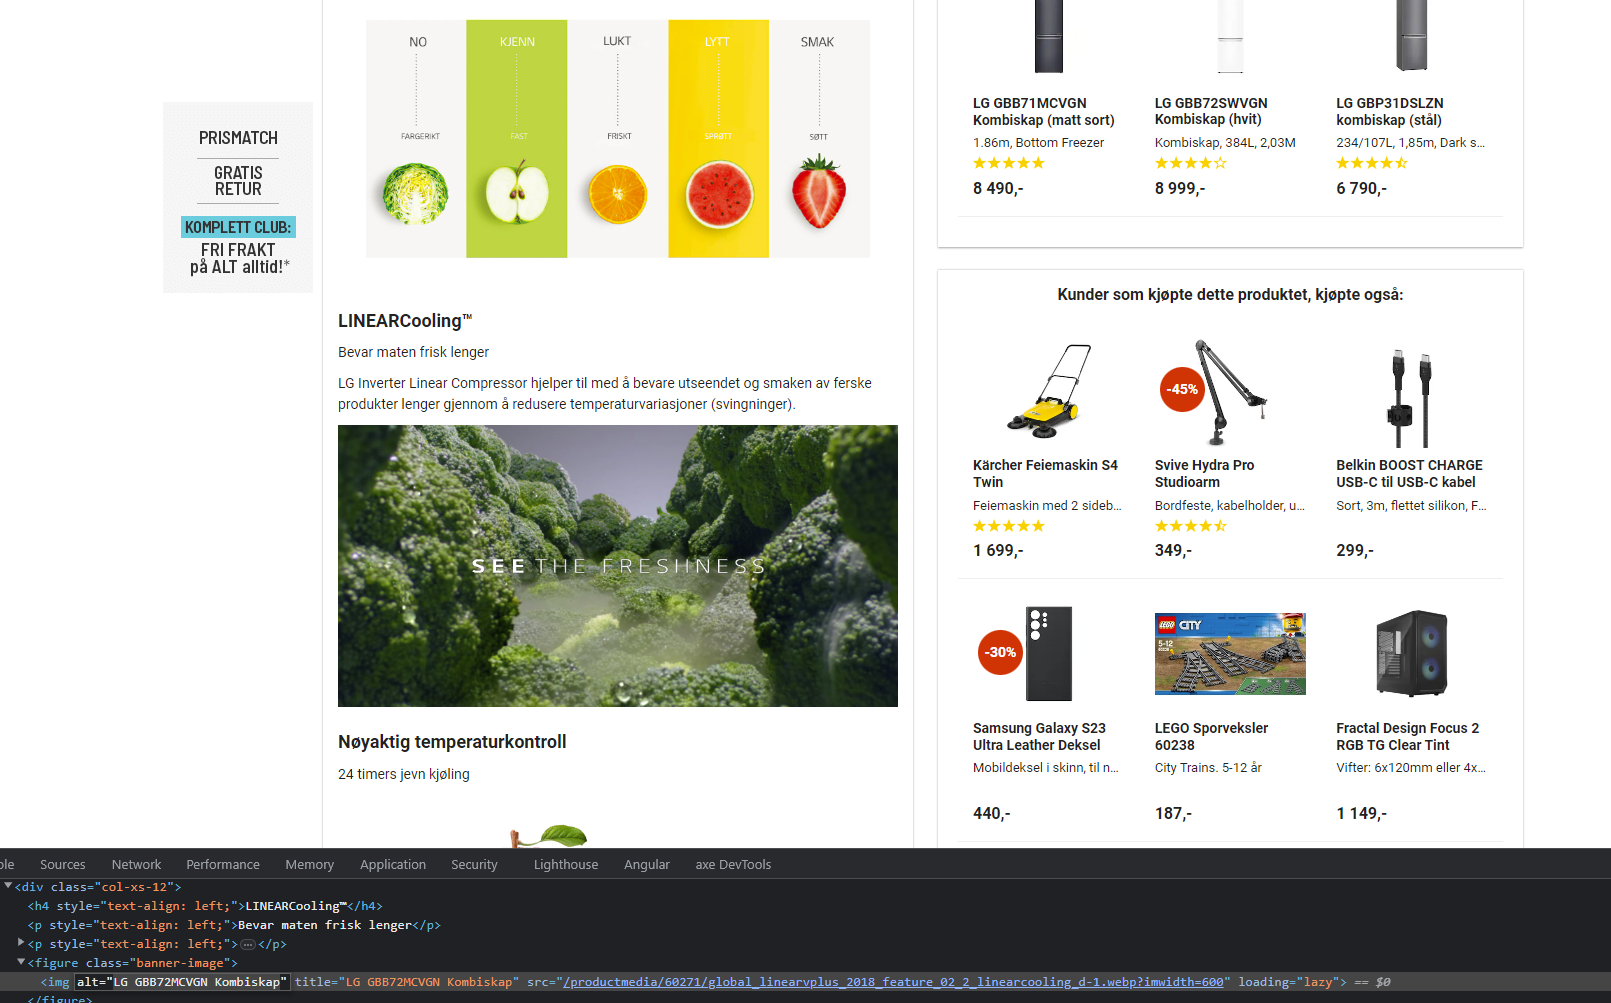 NO
KJENN
LUKT
LYTT
SMAK
FARGERIKT
FAST
FRISKT
SPRØTT
SØTT
PRISMATCH
GRATIS
RETUR
KOMPLETT CLUB:
FRI FRAKT
på ALT alltid!*
LINEARCooling™
Bevar maten frisk lenger
LG Inverter Linear Compressor hjelper til med å bevare utseendet og smaken av ferske
produkter lenger gjennom å redusere temperaturvariasjoner (svingninger).
SEE THE FRESHNESS
Nøyaktig temperaturkontroll
24 timers jevn kjøling
LG GBB71MCVGN
Kombiskap (matt sort)
1.86m, Bottom Freezer
8 490,-
LG GBB72SWVGN
Kombiskap (hvit)
Kombiskap, 384L, 2,03M
8 999,-
LG GBP31DSLZN
kombiskap (stål)
234/107L, 1,85m, Dark s...
6 790,-
Kunder som kjøpte dette produktet, kjøpte også:
Kärcher Feiemaskin S4
Twin
Feiemaskin med 2 sideb...
1 699,-
-45%
Svive Hydra Pro
Studioarm
Bordfeste, kabelholder, u...
349,-
Belkin BOOST CHARGE
USB-C til USB-C kabel
Sort, 3m, flettet silikon, F...
299,-
-30%
Samsung Galaxy S23
Ultra Leather Deksel
Mobildeksel i skinn, til n...
440,-
LEGO CITY
5-12
LEGO Sporveksler
60238
City Trains. 5-12 år
187,-
Fractal Design Focus 2
RGB TG Clear Tint
Vifter: 6x120mm eller 4x...
1 149,-
ole Sources Network Performance Memory Application Security Lighthouse Angular axe DevTools
<div class="col-xs-12">
<h4 style="text-align: left;">LINEARCooling™</h4>
<p style="text-align: left;">Bevar maten frisk lenger</p>
<p style="text-align: left;">…</p>
<figure class="banner-image">
<img alt="LG GBB72MCVGN Kombiskap" title="LG GBB72MCVGN Kombiskap" src="/productmedia/60271/global_linearvplus_2018_feature_02_2_linearcooling_d-1.webp?imwidth=600" loading="lazy"> == $0
</figure>